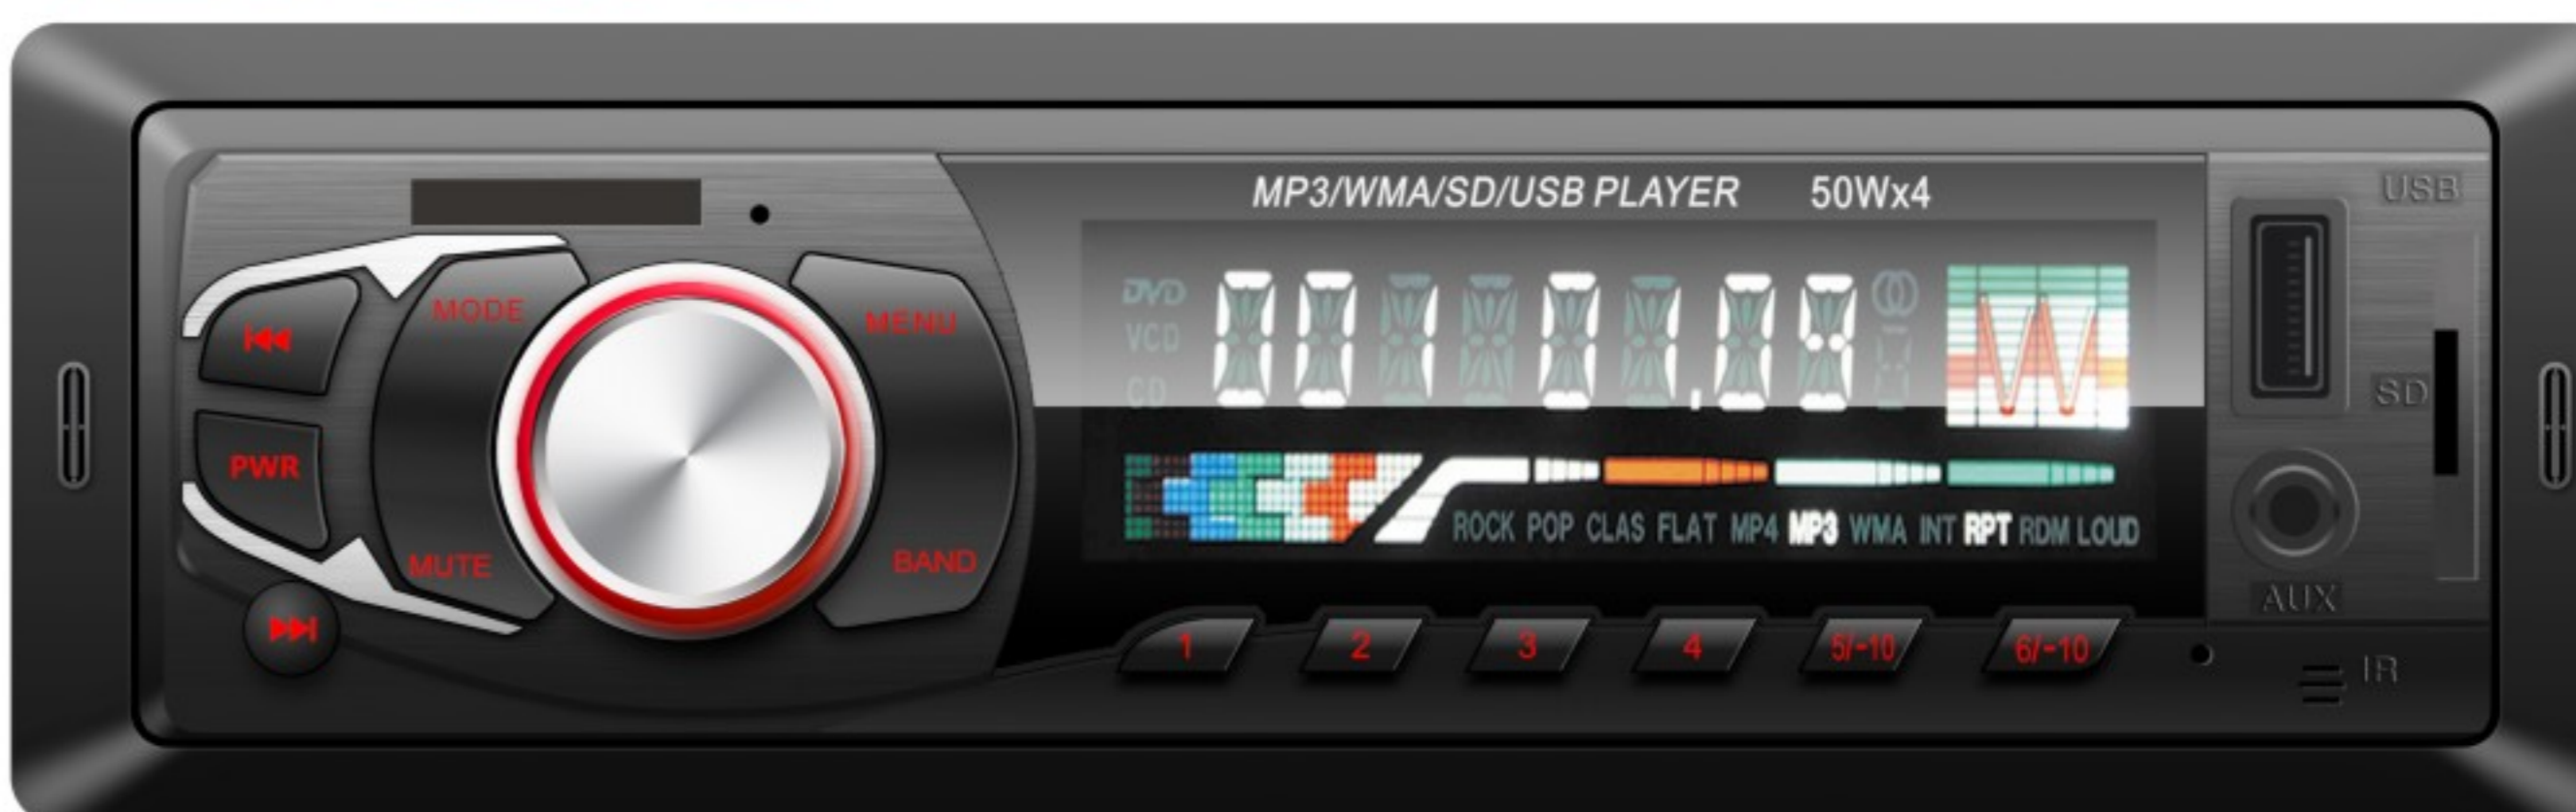 MP3/WMA/SD/USB PLAYER 50Wx4
USB
MODE
MENU
DVD
VCD
CD
W
SD
PWR
ROCK POP CLAS FLAT MP4 MP3 WMA INT RPT RDM LOUD
MUTE
BAND
AUX
1 2 3 4 5/-10 6/-10
IR